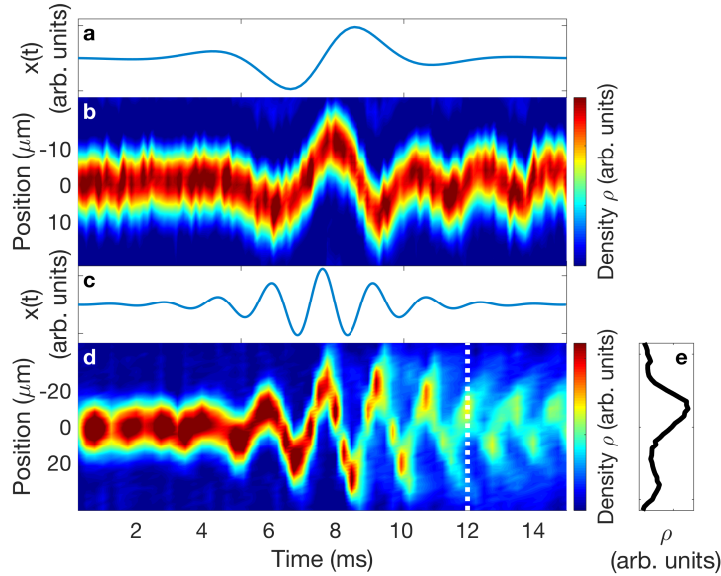 a
x(t)
(arb. units)
b
Position (μm)
-10
0
10
Density ρ (arb. units)
c
x(t)
(arb. units)
d
Position (μm)
-20
0
20
Density ρ (arb. units)
e
2 4 6 8 10 12 14
Time (ms)
ρ
(arb. units)